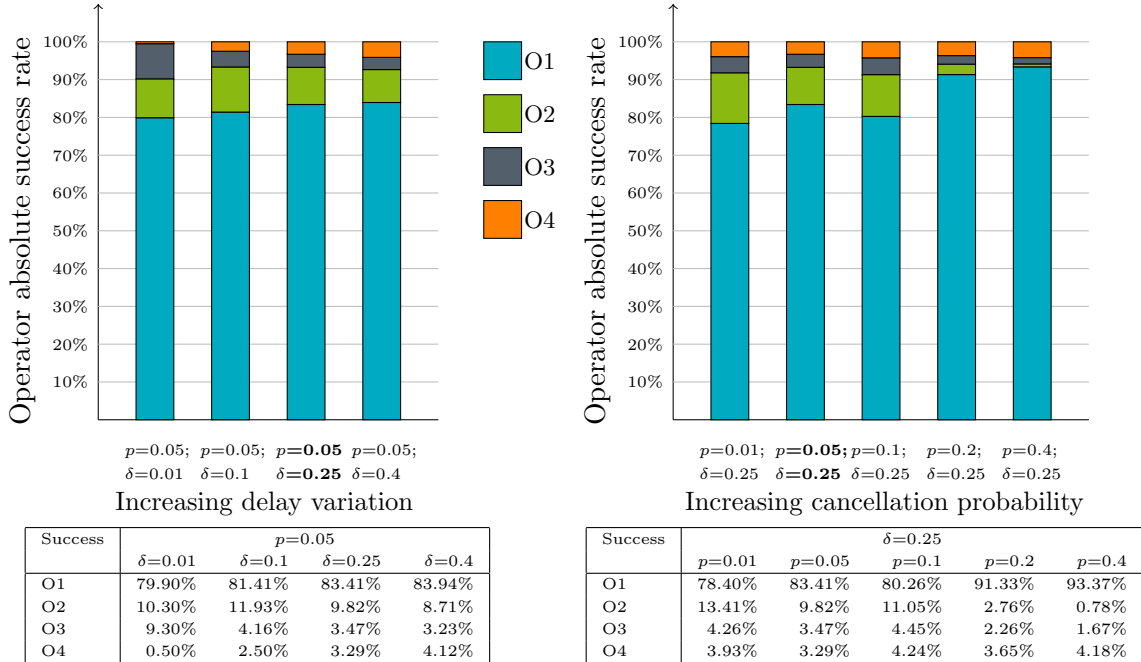 Operator absolute success rate
100%
90%
80%
70%
60%
50%
40%
30%
20%
10%
p=0.05; p=0.05; p=0.05 p=0.05;
δ=0.01 δ=0.1 δ=0.25 δ=0.4
Increasing delay variation
O1
O2
O3
O4
Operator absolute success rate
100%
90%
80%
70%
60%
50%
40%
30%
20%
10%
p=0.01; p=0.05; p=0.1; p=0.2; p=0.4;
δ=0.25 δ=0.25 δ=0.25 δ=0.25 δ=0.25
Increasing cancellation probability
Success p=0.05
δ=0.01 δ=0.1 δ=0.25 δ=0.4
O1 79.90% 81.41% 83.41% 83.94%
O2 10.30% 11.93% 9.82% 8.71%
O3 9.30% 4.16% 3.47% 3.23%
O4 0.50% 2.50% 3.29% 4.12%
Success δ=0.25
p=0.01 p=0.05 p=0.1 p=0.2 p=0.4
O1 78.40% 83.41% 80.26% 91.33% 93.37%
O2 13.41% 9.82% 11.05% 2.76% 0.78%
O3 4.26% 3.47% 4.45% 2.26% 1.67%
O4 3.93% 3.29% 4.24% 3.65% 4.18%